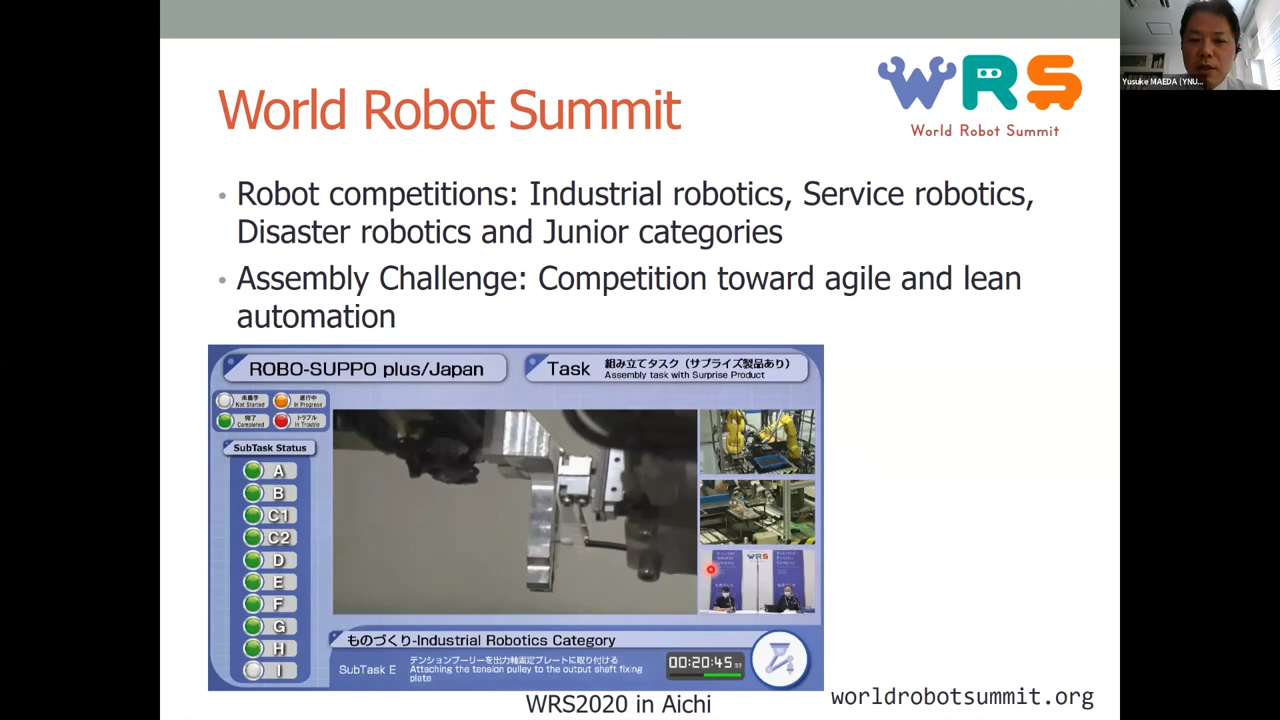 World Robot Summit
WRS
World Robot Summit
Yusuke MAEDA (YNU...
• Robot competitions: Industrial robotics, Service robotics,
Disaster robotics and Junior categories
• Assembly Challenge: Competition toward agile and lean
automation
ROBO-SUPPO plus/Japan
Task
組み立てタスク（サプライズ製品あり）
Assembly task with Surprise Product
未着手
Not Started
進行中
In Progress
完了
Completed
トラブル
In Trouble
SubTask Status
A
B
C1
C2
D
E
F
G
H
I
WRS
ものづくり-Industrial Robotics Category
SubTask E
テンションプーリーを出力軸固定プレートに取り付ける
Attaching the tension pulley to the output shaft fixing
plate
00:20:45
WRS2020 in Aichi
worldrobotsummit.org